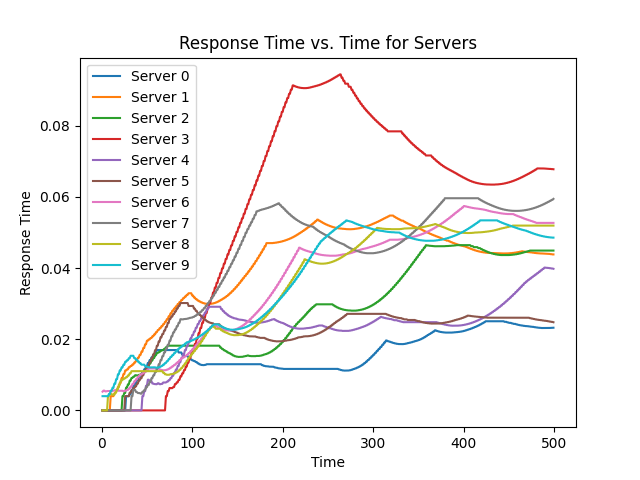 Response Time vs. Time for Servers
Server 0
Server 1
Server 2
Server 3
Server 4
Server 5
Server 6
Server 7
Server 8
Server 9
Response Time
0.08
0.06
0.04
0.02
0.00
0 100 200 300 400 500
Time